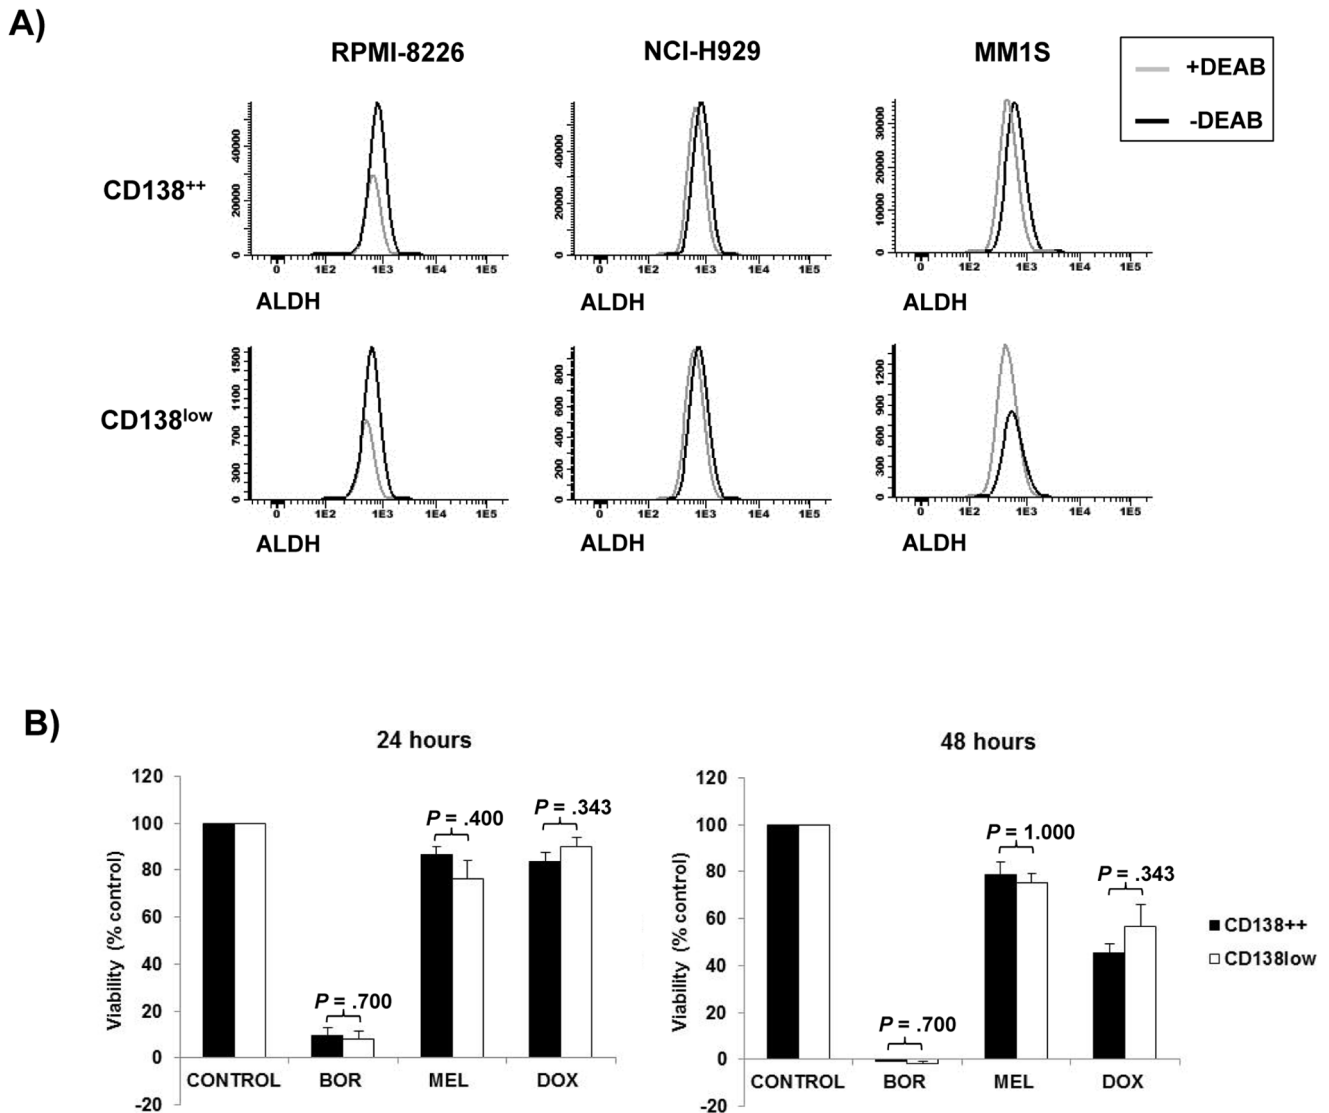 A)
RPMI-8226
NCI-H929
MM1S
+DEAB
-DEAB
CD138++
40000
20000
0
0 1E2 1E3 1E4 1E5
ALDH
40000
20000
0
0 1E2 1E3 1E4 1E5
ALDH
30000
20000
10000
0
0 1E2 1E3 1E4 1E5
ALDH
CD138low
1500
1100
700
300
0
0 1E2 1E3 1E4 1E5
ALDH
800
600
400
200
0
0 1E2 1E3 1E4 1E5
ALDH
1200
900
600
300
0
0 1E2 1E3 1E4 1E5
ALDH
B)
24 hours
Viability (% control)
120
100
80
60
40
20
0
-20
P = .700
P = .400
P = .343
CONTROL BOR MEL DOX
48 hours
Viability (% control)
120
100
80
60
40
20
0
-20
P = .700
P = 1.000
P = .343
CONTROL BOR MEL DOX
CD138++
CD138low